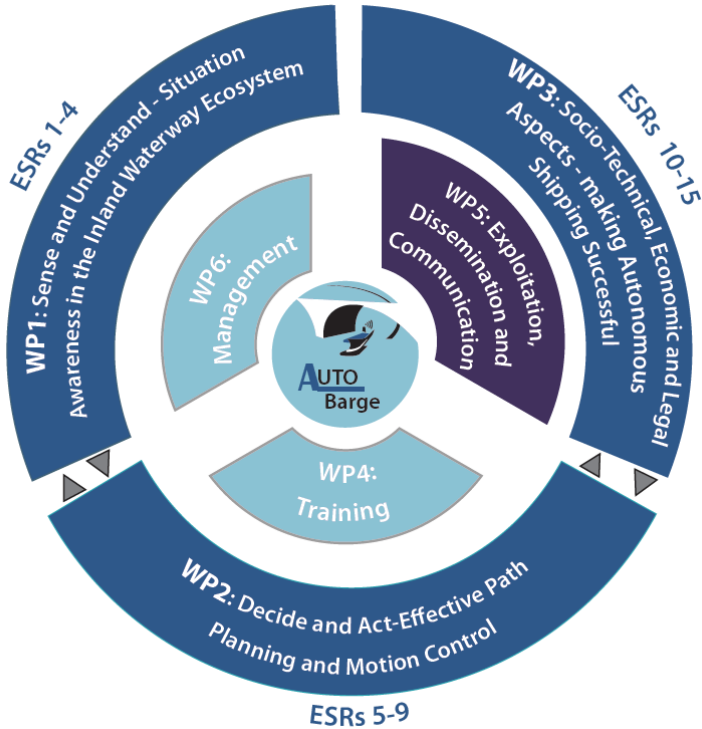 ESRs 1-4
WP1: Sense and Understand - Situation
Awareness in the Inland Waterway Ecosystem
ESRs 10-15
WP3: Socio-Technical, Economic and Legal
Aspects - making Autonomous
Shipping Successful
WP6:
Management
WP5: Exploitation,
Dissemination and
Communication
AUTO
Barge
WP4:
Training
WP2: Decide and Act-Effective Path
Planning and Motion Control
ESRs 5-9